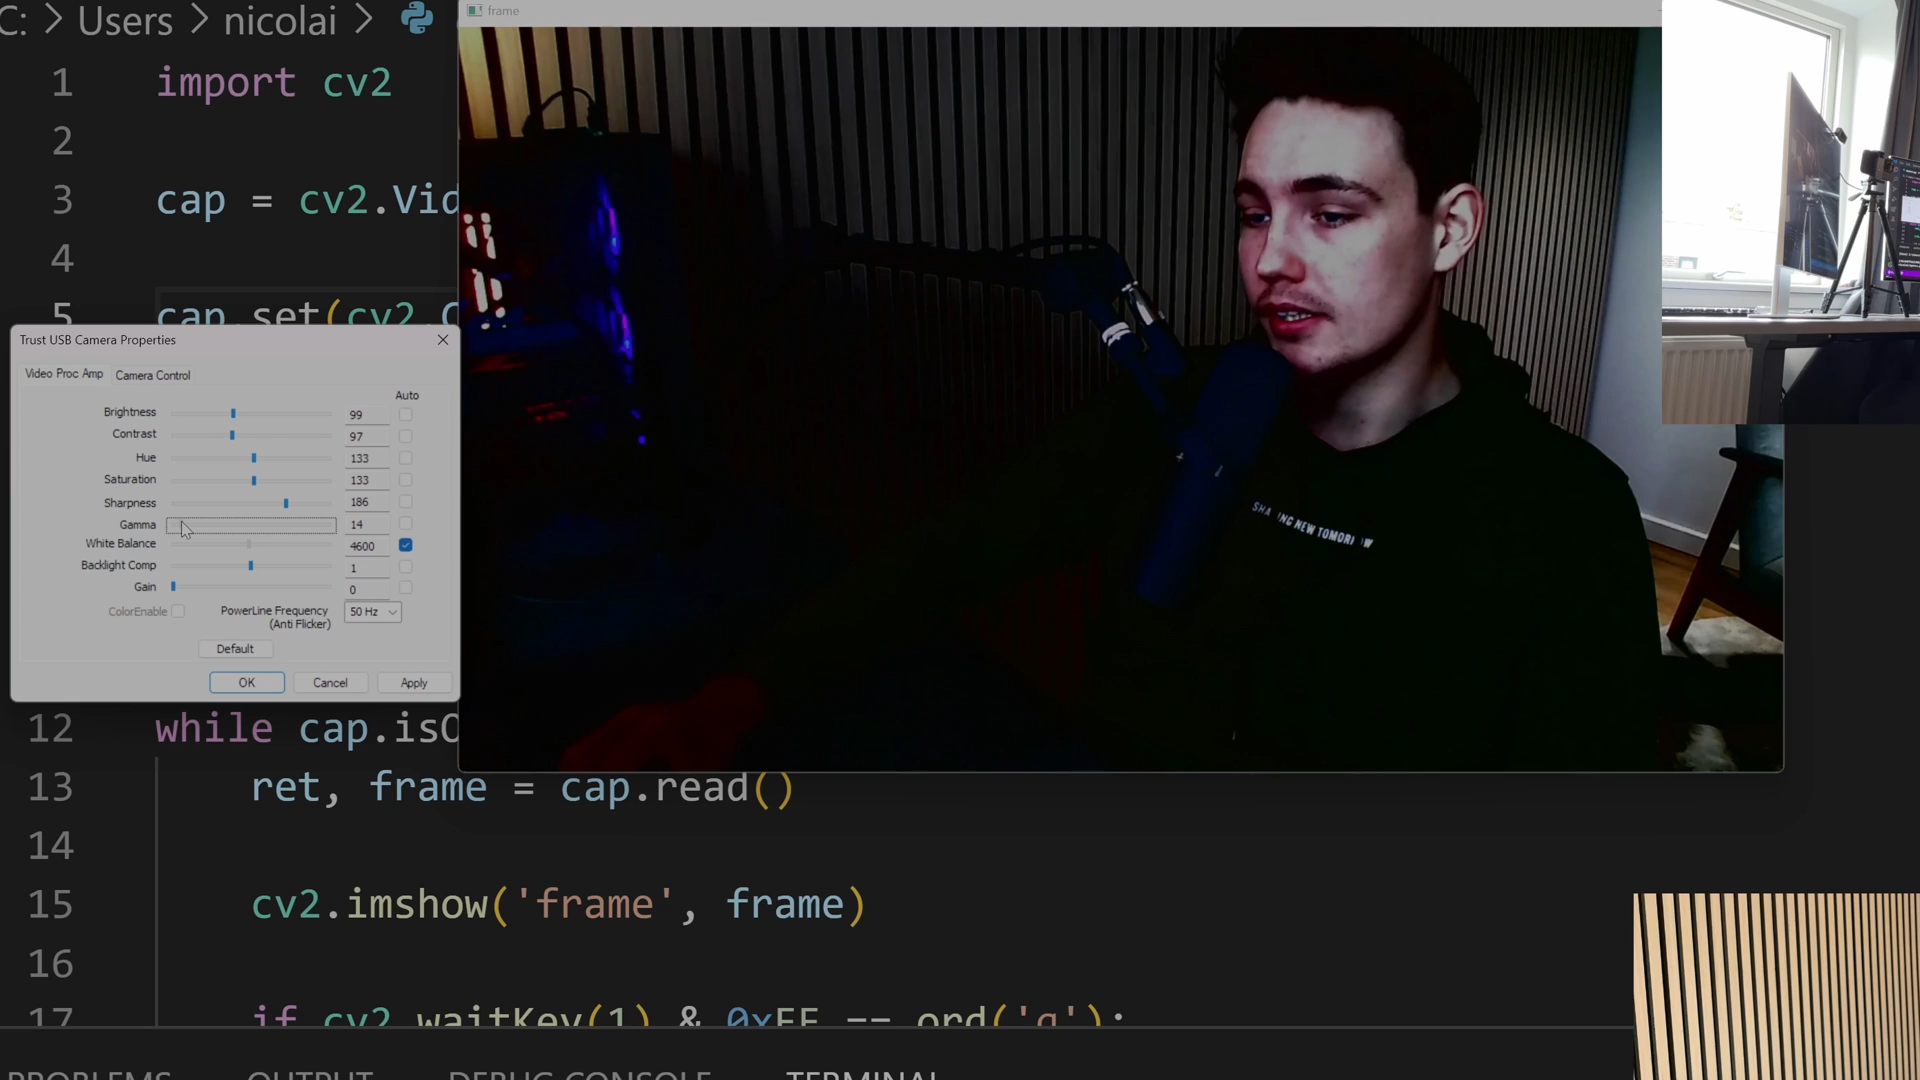 C: > Users > nicolai >
1 import cv2
2
3 cap = cv2.Vid
4
5 cap.set(cv2.C
frame
Trust USB Camera Properties
Video Proc Amp Camera Control
Auto
Brightness 99
Contrast 97
Hue 133
Saturation 133
Sharpness 186
Gamma 14
White Balance 4600
Backlight Comp 1
Gain 0
ColorEnable PowerLine Frequency 50 Hz
(Anti Flicker)
Default
OK Cancel Apply
NEW TOMORROW
12 while cap.isO
13 ret, frame = cap.read()
14
15 cv2.imshow('frame', frame)
16
17 if cv2.waitKey(1) & 0xFF == ord('q'):
PROBLEMS OUTPUT DEBUG CONSOLE TERMINAL